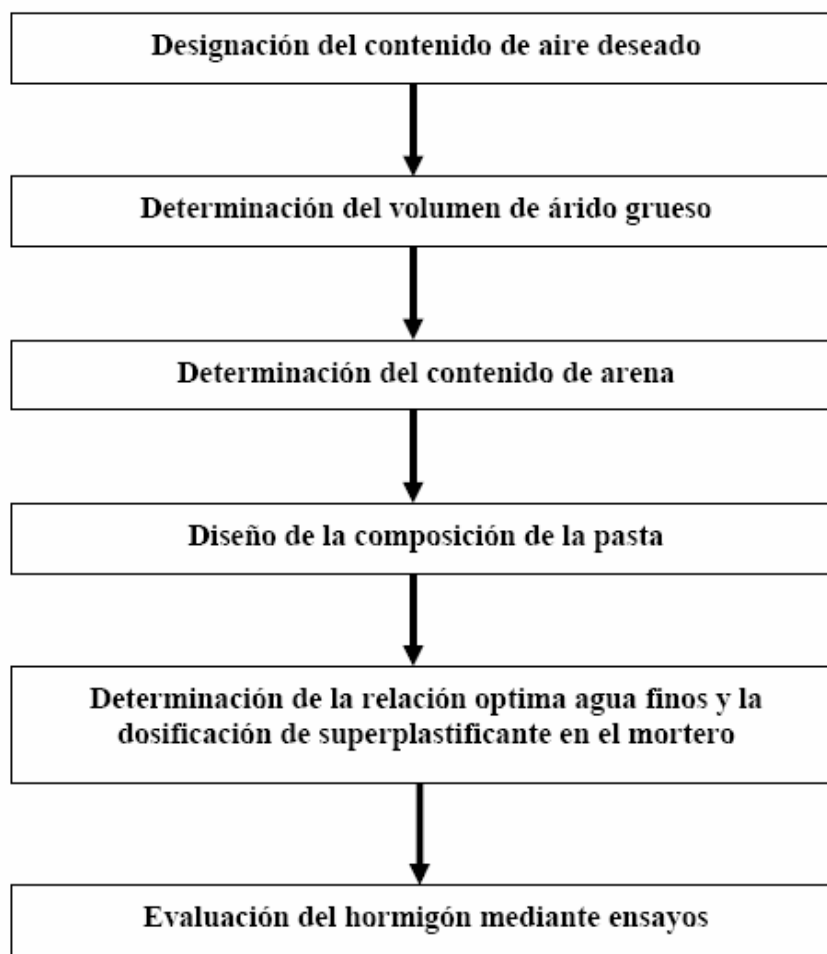 Designación del contenido de aire deseado
Determinación del volumen de árido grueso
Determinación del contenido de arena
Diseño de la composición de la pasta
Determinación de la relación optima agua finos y la
dosificación de superplastificante en el mortero
Evaluación del hormigón mediante ensayos